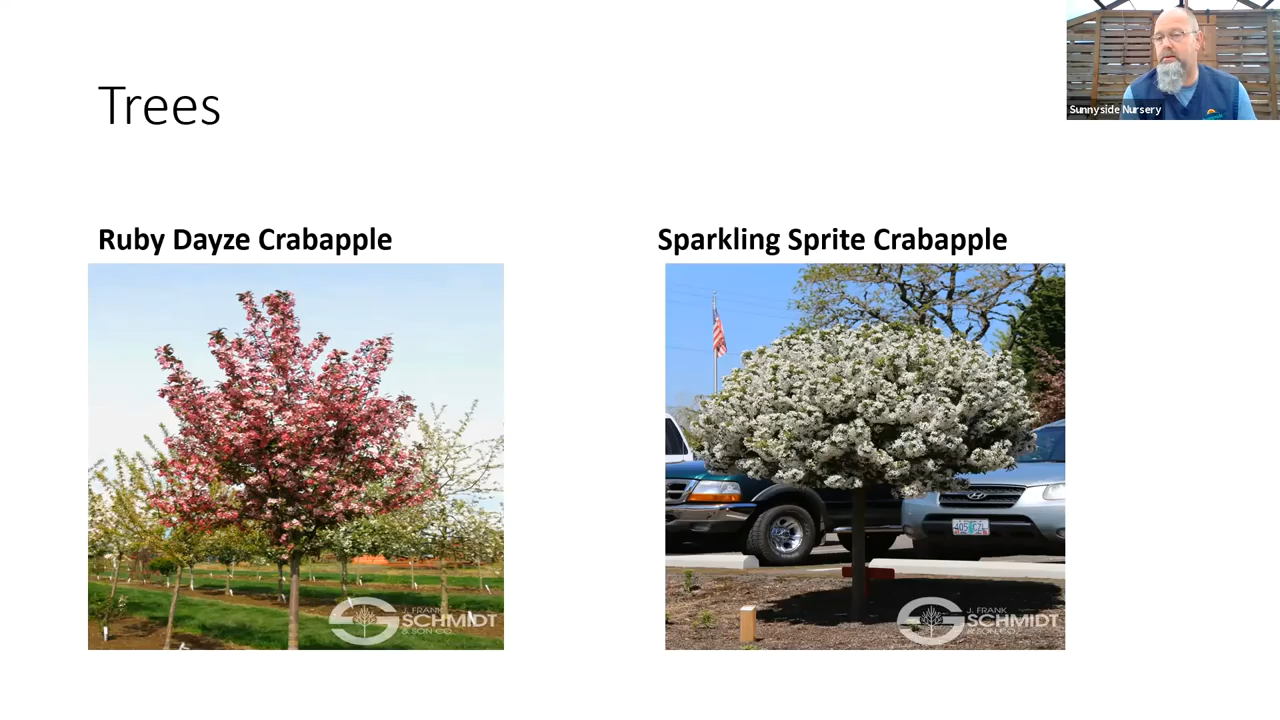 Trees
Sunnyside Nursery
Ruby Dayze Crabapple
Sparkling Sprite Crabapple
J. FRANK
SCHMIDT
& SON CO.
J. FRANK
SCHMIDT
& SON CO.